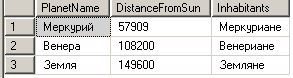 PlanetName DistanceFromSun Inhabitants
1 Меркурий 57909 Меркуриане
2 Венера 108200 Венериане
3 Земля 149600 Земляне